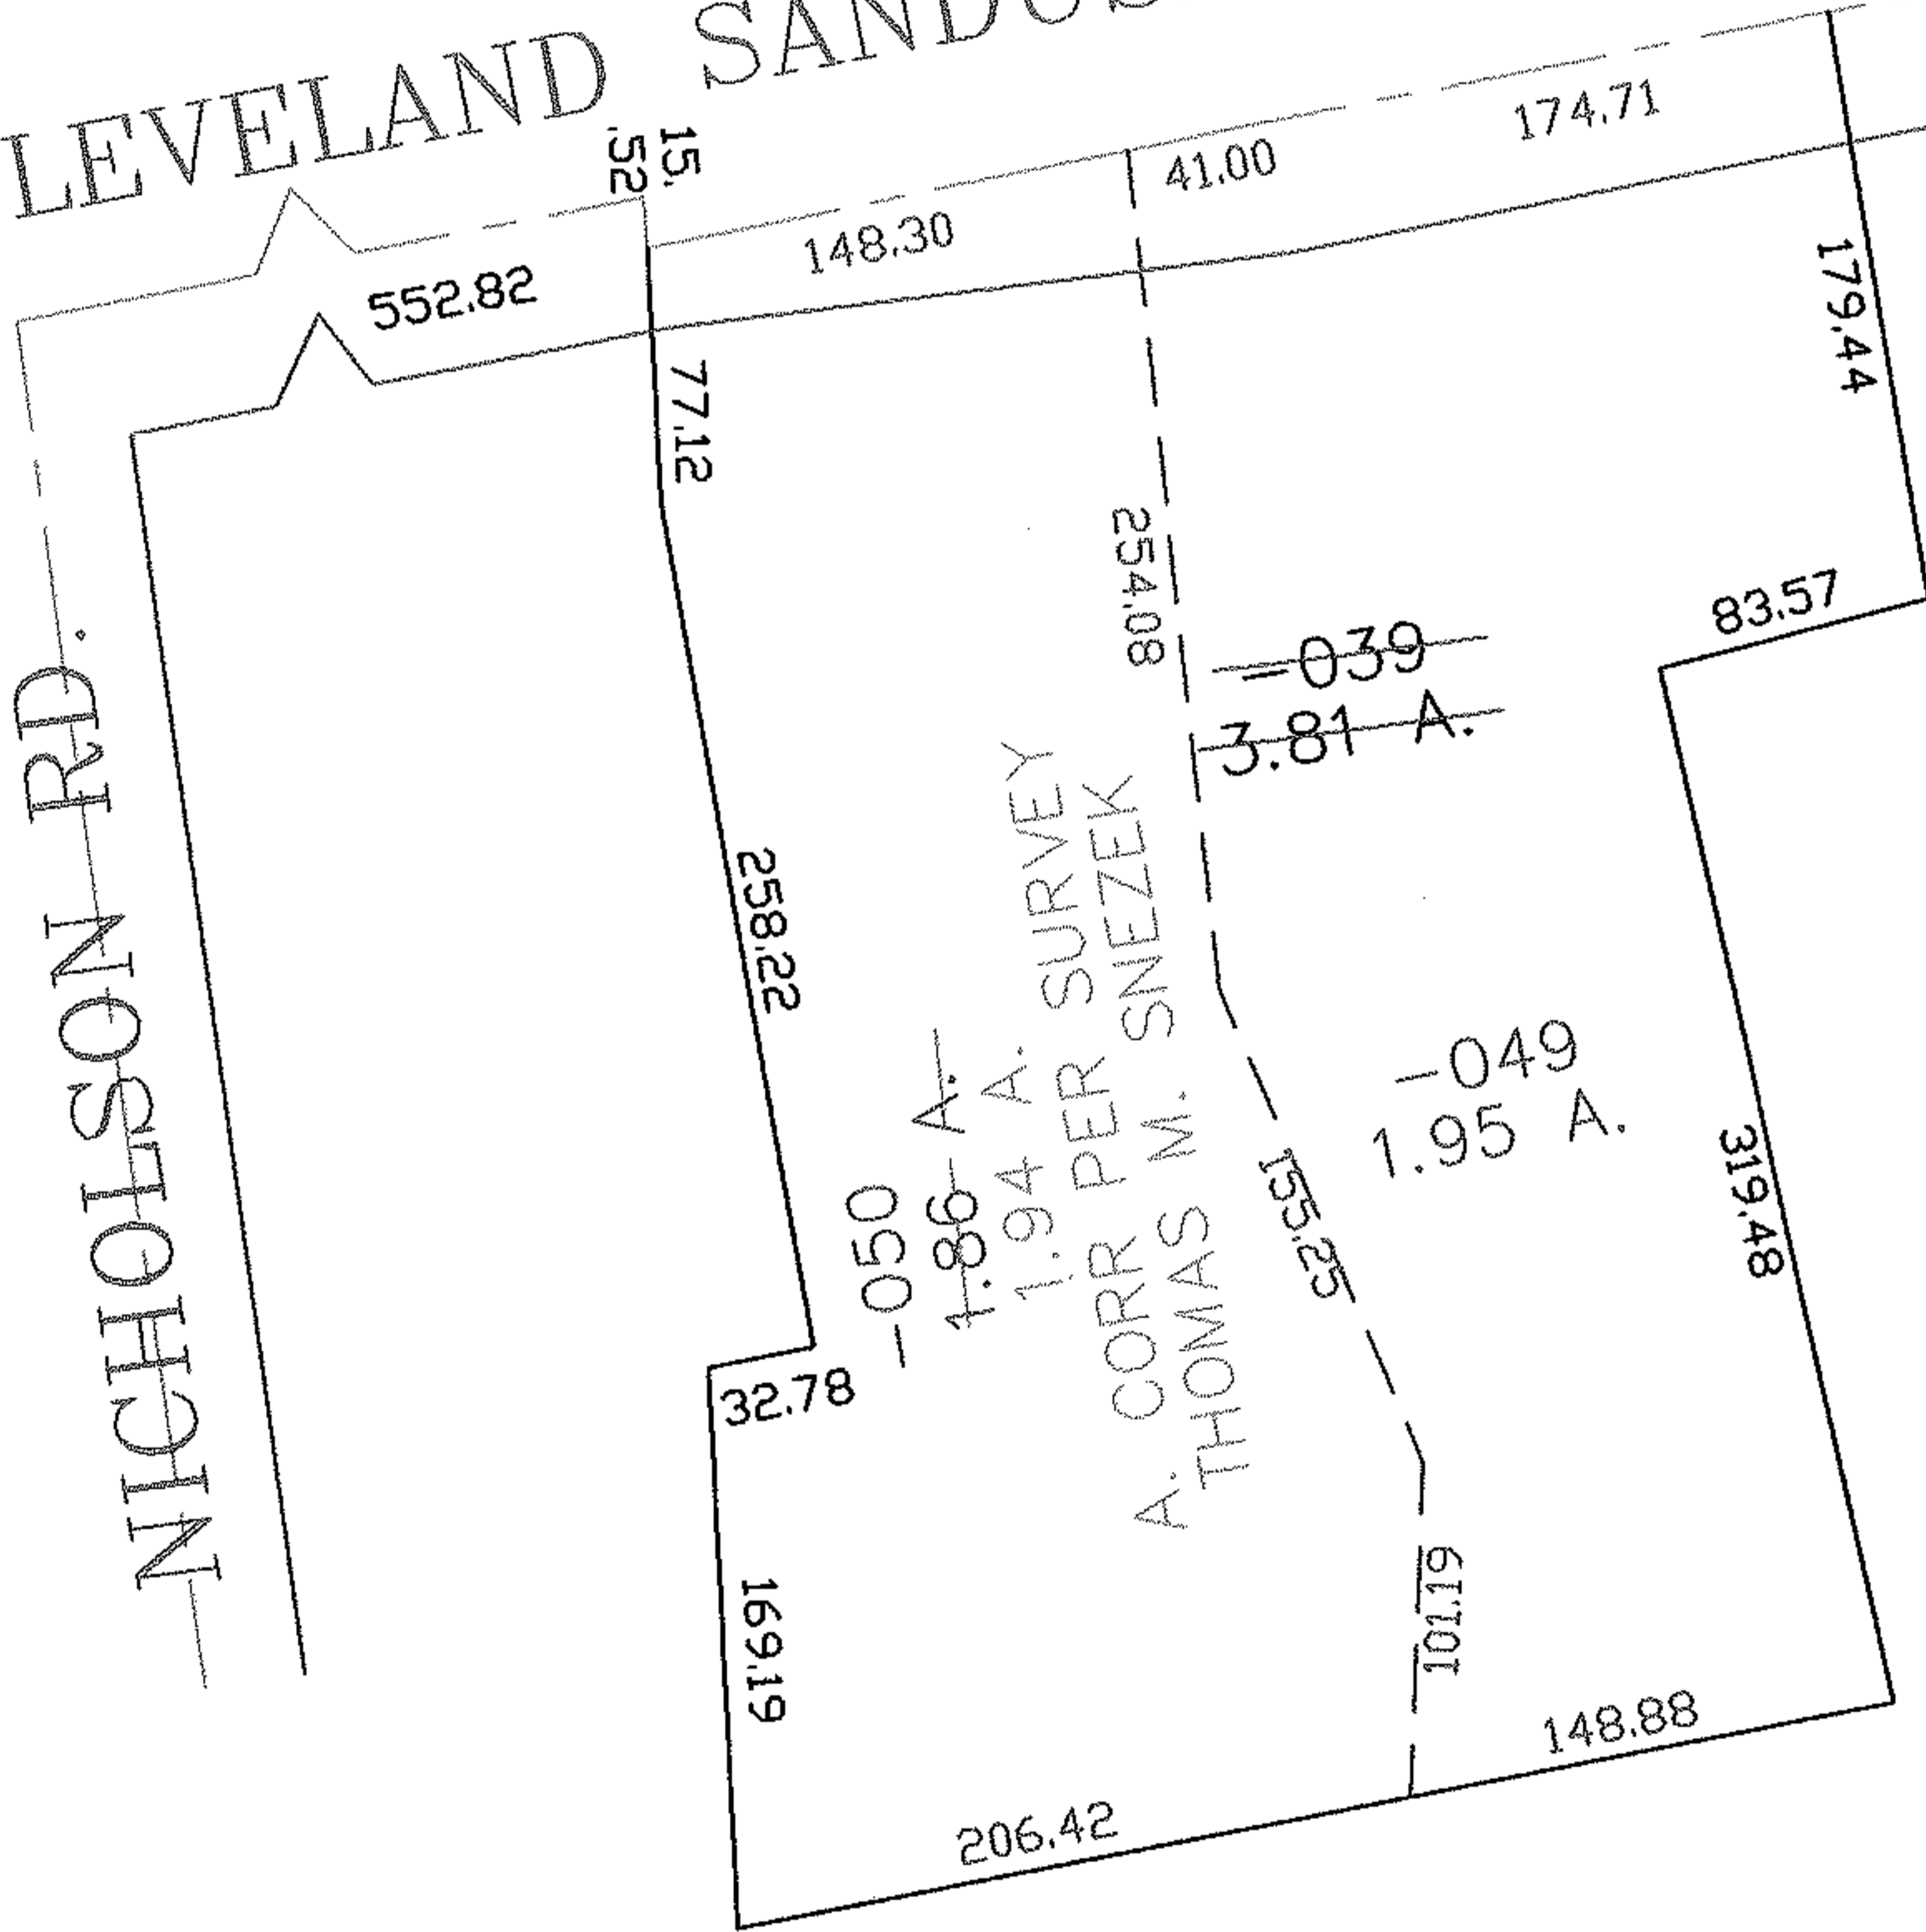 LEVELAND SANDUS
15.
.52
174.71
41.00
148.30
552.82
179.44
77.12
254.08
83.57
-039
3.81 A.
NICHOLSON RD.
258.22
-049
1.95 A.
319.48
155.25
-050
1.86 A.
1.94 A.
A. CORR PER SURVEY
THOMAS M. SNEZEK
32.78
169.19
101.19
148.88
206.42